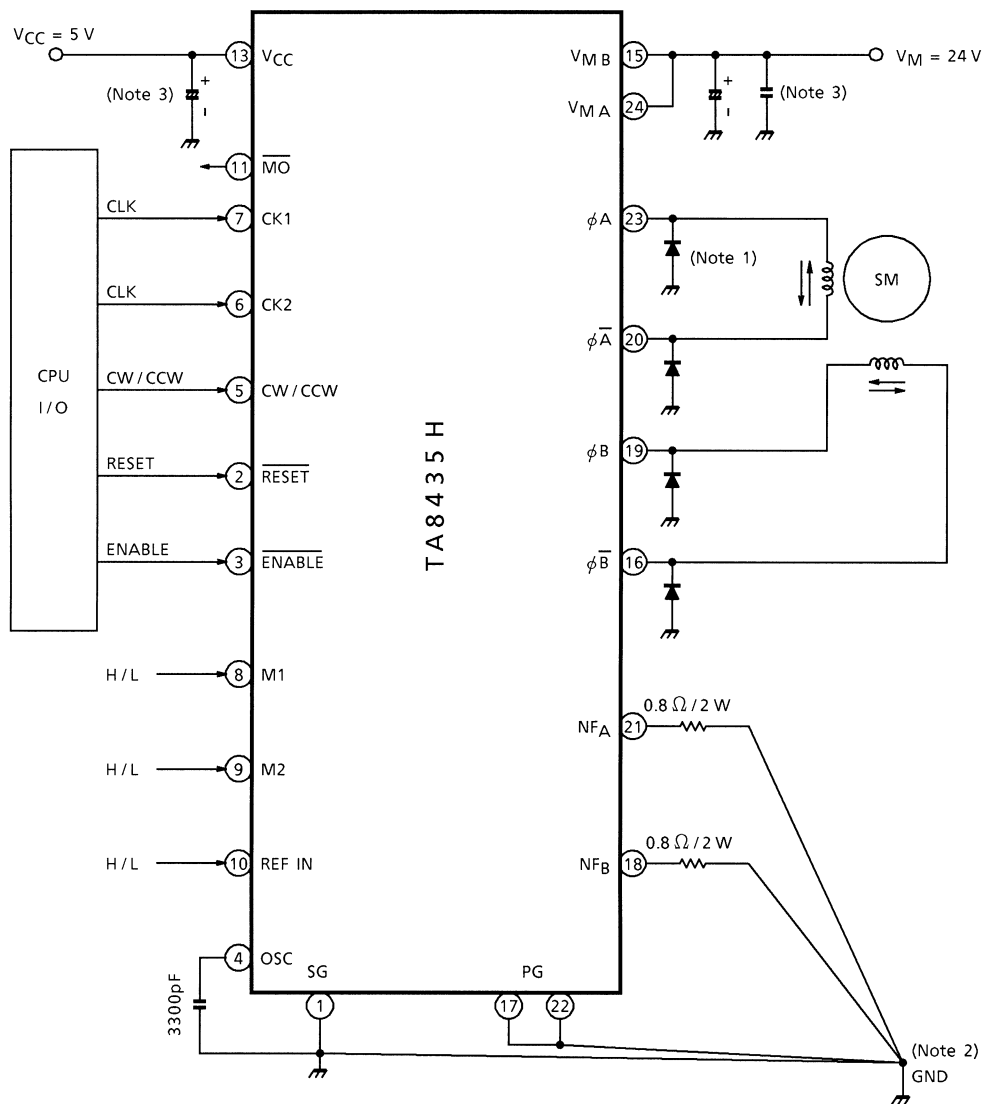 VCC = 5 V
13
VCC
(Note 3)
+
-
11
MO
CPU
I/O
CLK
7
CK1
CLK
6
CK2
CW/CCW
5
CW/CCW
RESET
2
RESET
ENABLE
3
ENABLE
H/L
8
M1
H/L
9
M2
H/L
10
REF IN
4
OSC
3300pF
TA8435H
SG
1
PG
17
22
VM B
15
VM = 24 V
VM A
24
+
-
(Note 3)
φA
23
(Note 1)
SM
φA̅
20
φB
19
φB̅
16
0.8 Ω/2 W
NFA
21
0.8 Ω/2 W
NFB
18
(Note 2)
GND